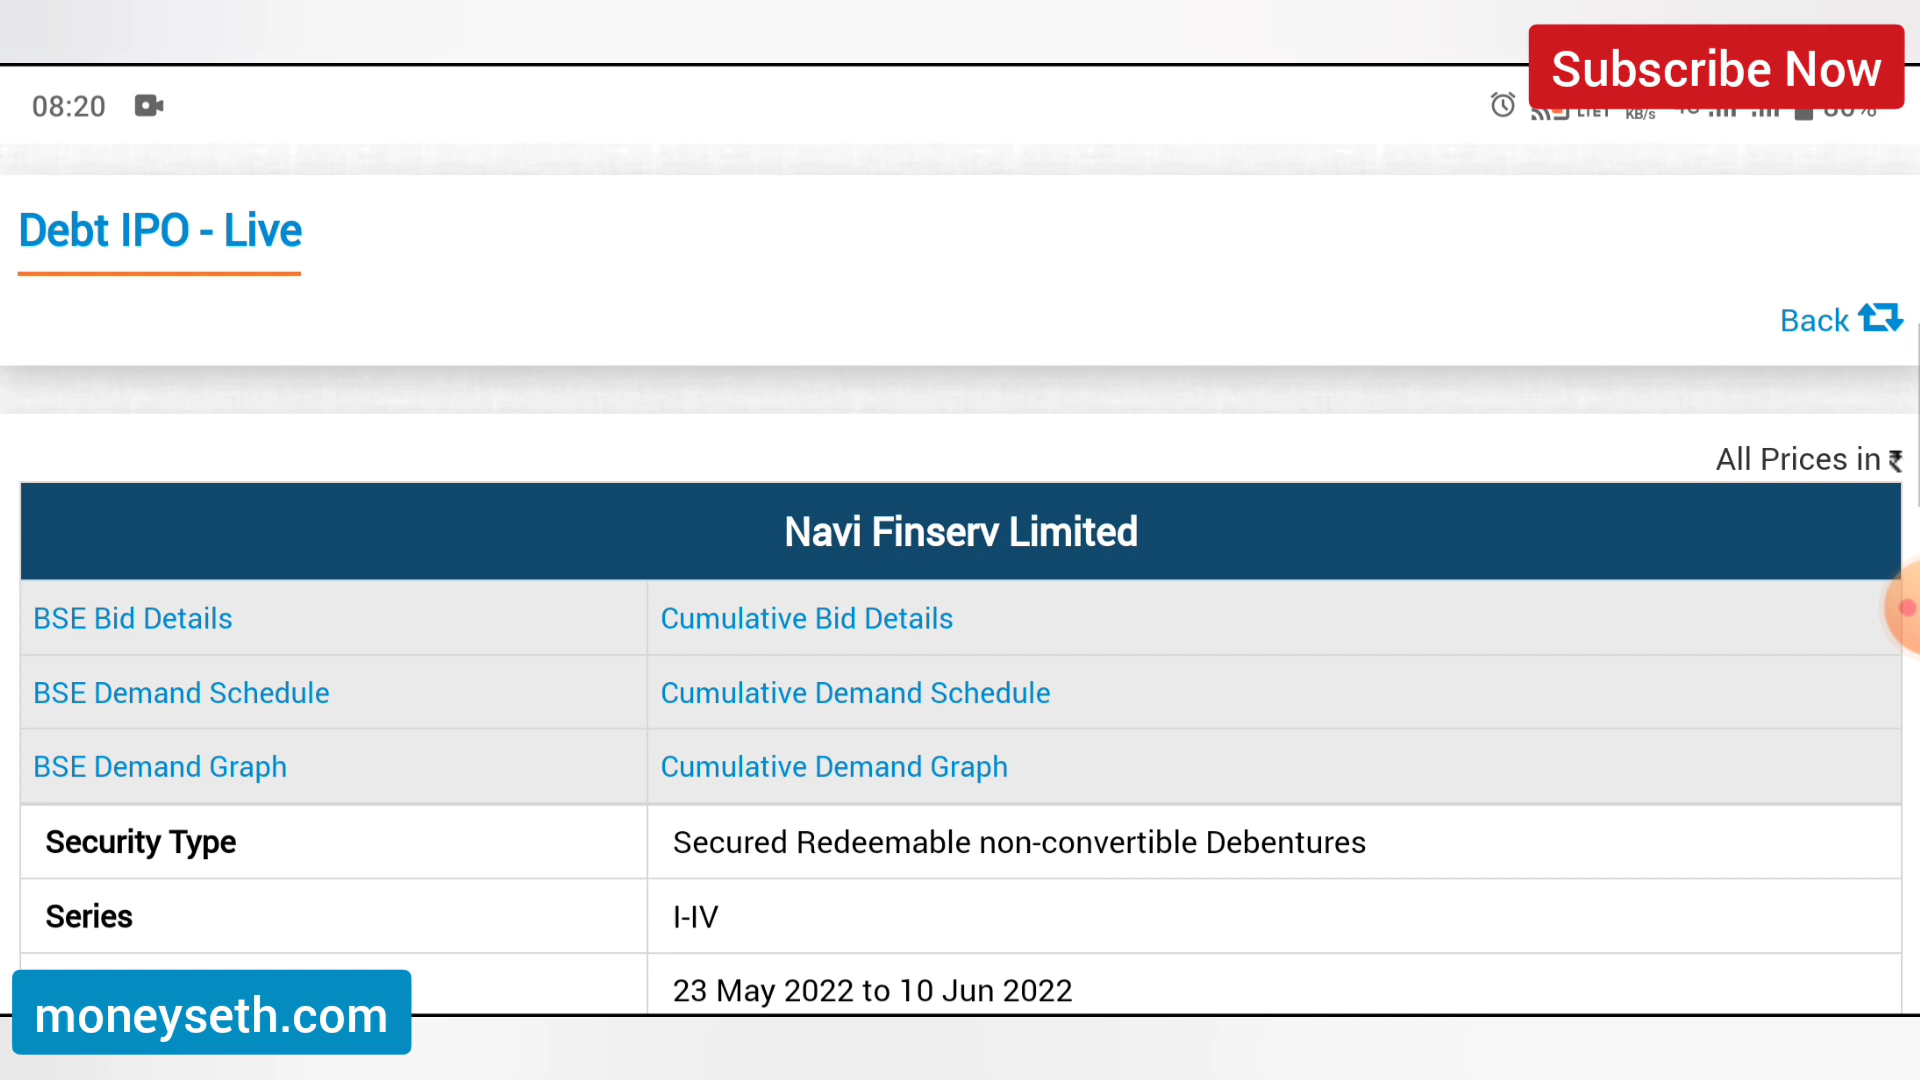 Subscribe Now
08:20
KB/s
Debt IPO - Live
Back
All Prices in ₹
Navi Finserv Limited
BSE Bid Details Cumulative Bid Details
BSE Demand Schedule Cumulative Demand Schedule
BSE Demand Graph Cumulative Demand Graph
Security Type Secured Redeemable non-convertible Debentures
Series I-IV
23 May 2022 to 10 Jun 2022
moneyseth.com